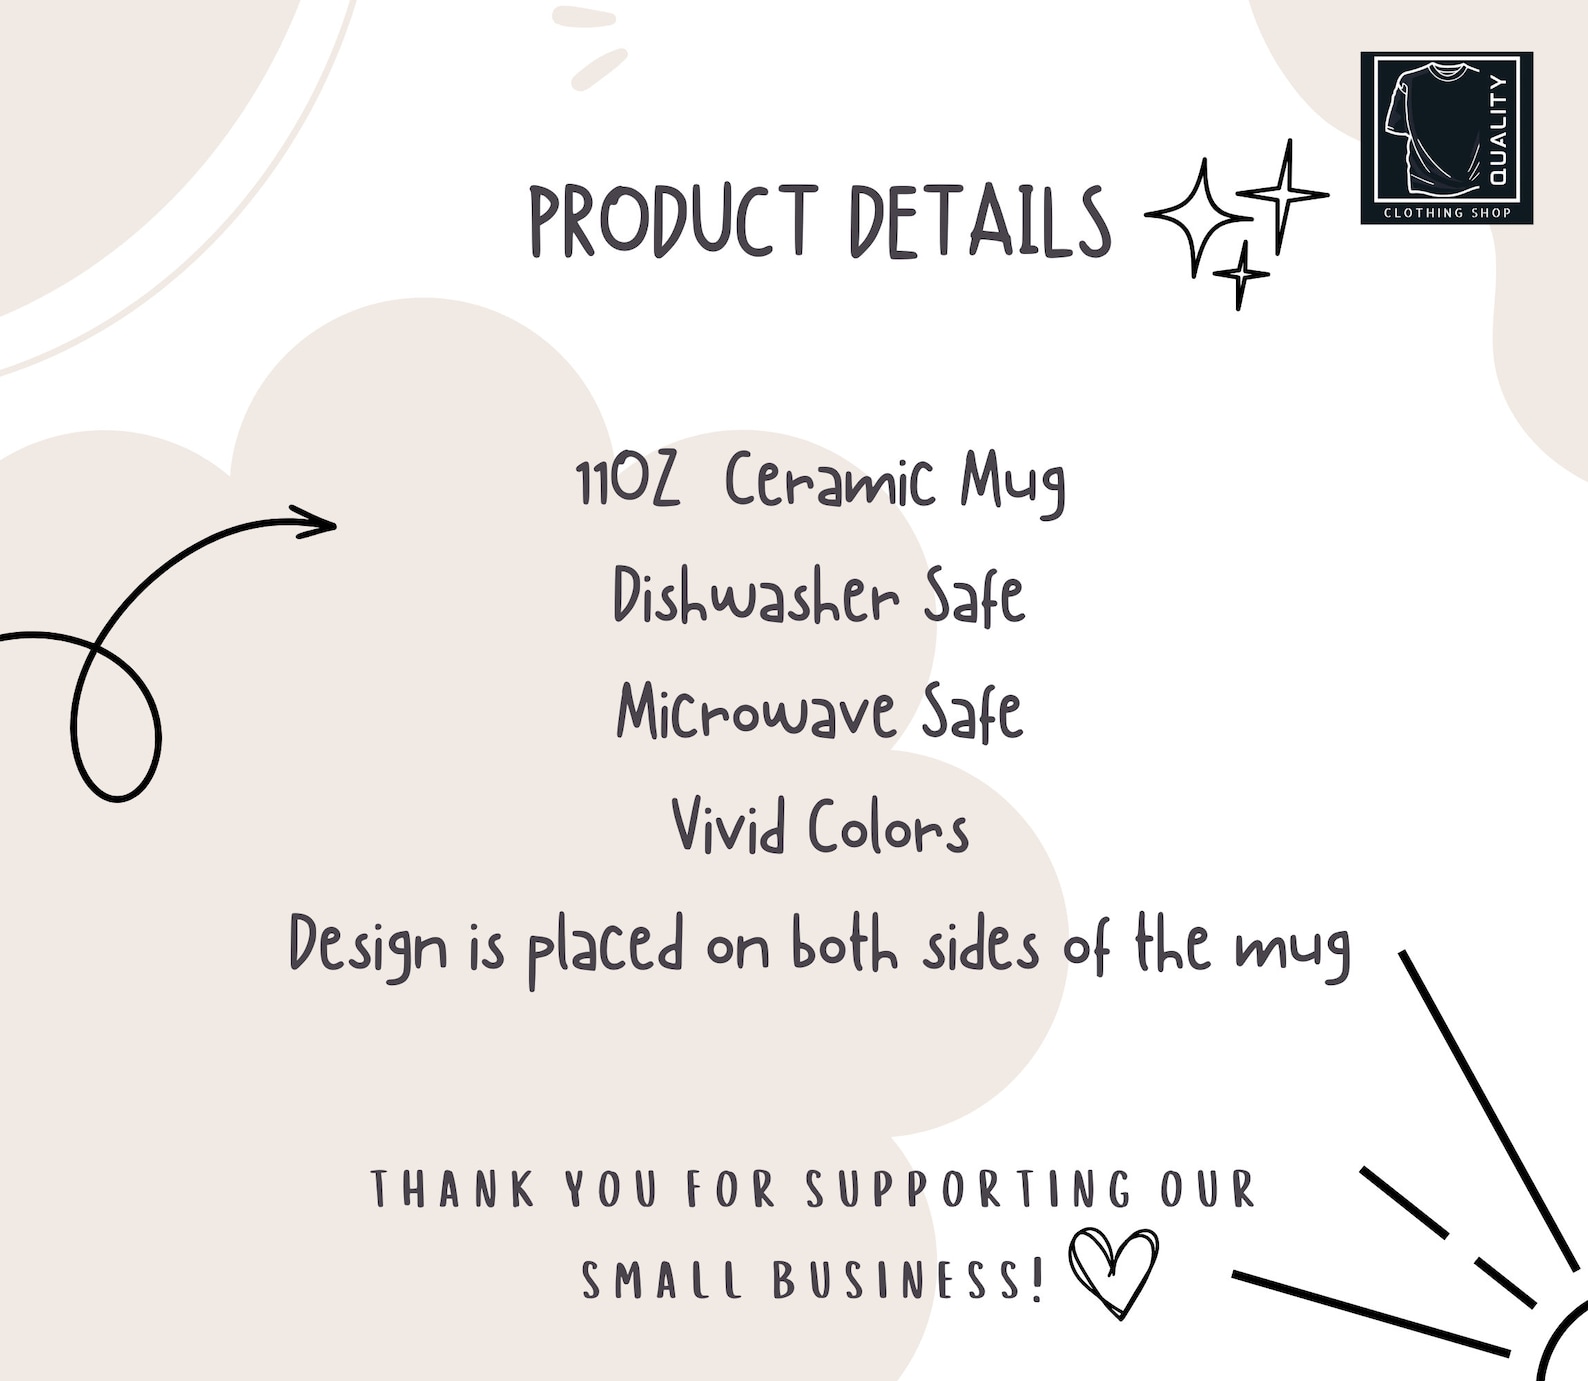 QUALITY
CLOTHING SHOP
PRODUCT DETAILS
11OZ Ceramic Mug
Dishwasher Safe
Microwave Safe
Vivid Colors
Design is placed on both sides of the mug
THANK YOU FOR SUPPORTING OUR
SMALL BUSINESS!